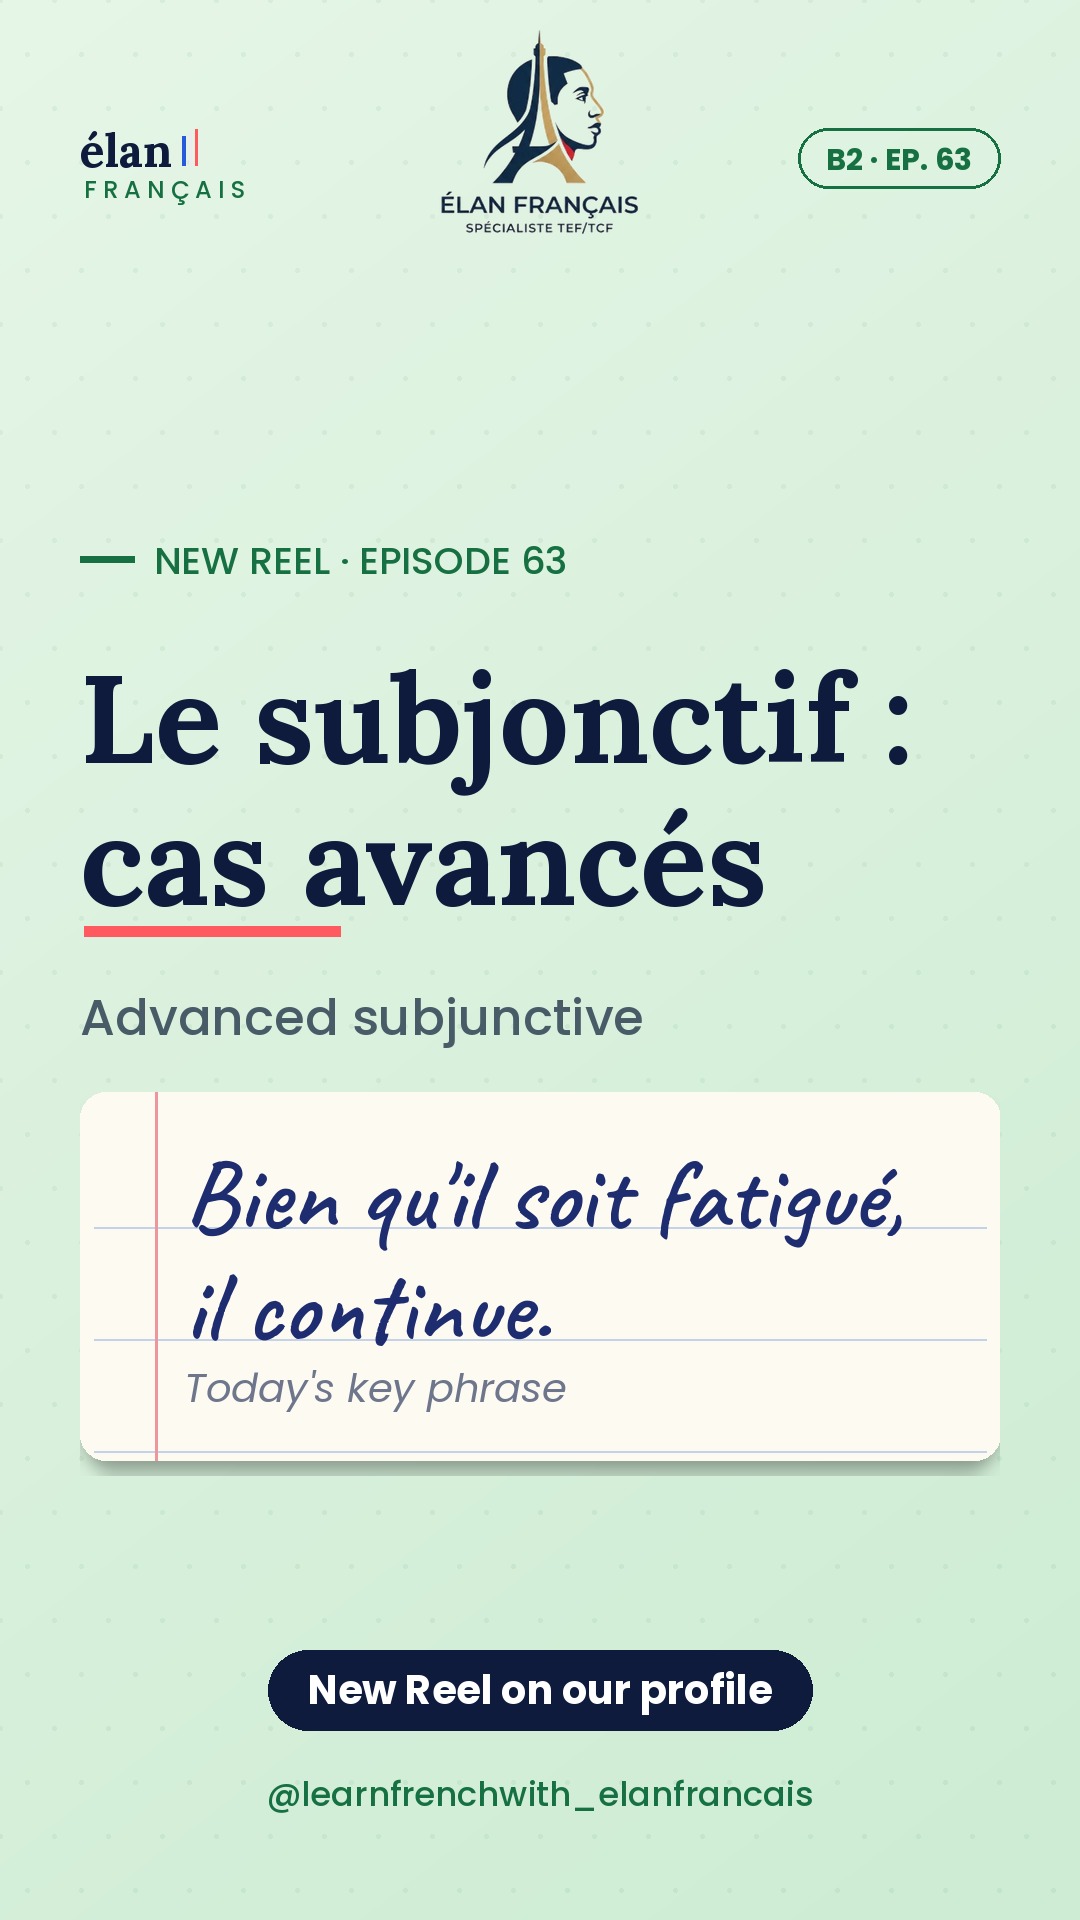 élan
FRANÇAIS
ÉLAN FRANÇAIS
SPÉCIALISTE TEF/TCF
B2 · EP. 63
NEW REEL · EPISODE 63
Le subjonctif :
cas avancés
Advanced subjunctive
Bien qu'il soit fatigué,
il continue.
Today's key phrase
New Reel on our profile
@learnfrenchwith_elanfrancais